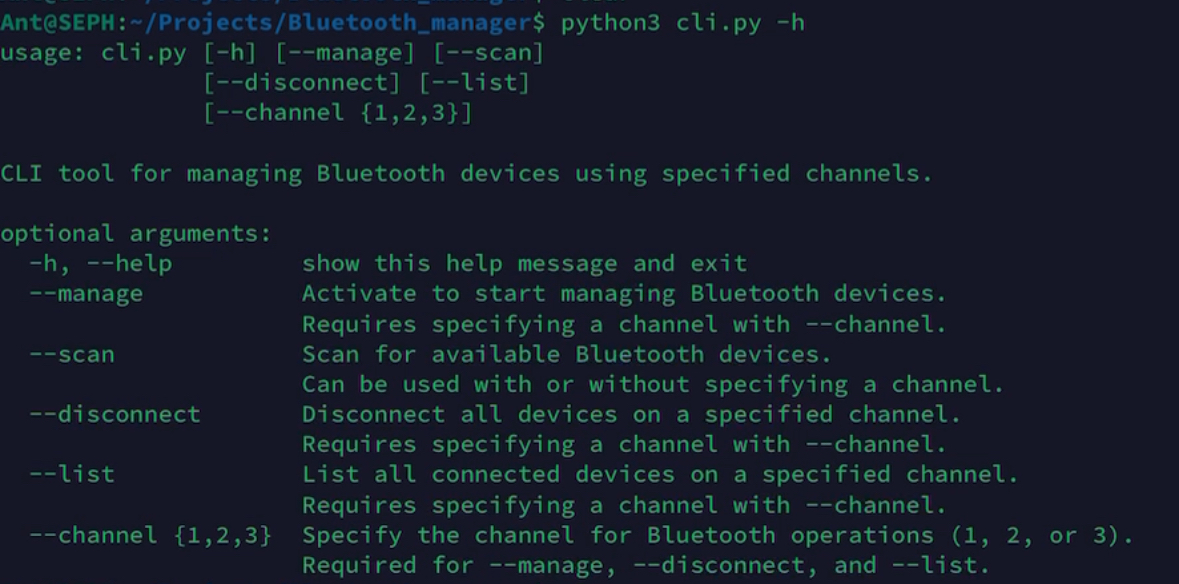 Ant@SEPH:~/Projects/Bluetooth_manager$ python3 cli.py -h
usage: cli.py [-h] [--manage] [--scan]
[--disconnect] [--list]
[--channel {1,2,3}]
CLI tool for managing Bluetooth devices using specified channels.
optional arguments:
-h, --help show this help message and exit
--manage Activate to start managing Bluetooth devices.
Requires specifying a channel with --channel.
--scan Scan for available Bluetooth devices.
Can be used with or without specifying a channel.
--disconnect Disconnect all devices on a specified channel.
Requires specifying a channel with --channel.
--list List all connected devices on a specified channel.
Requires specifying a channel with --channel.
--channel {1,2,3} Specify the channel for Bluetooth operations (1, 2, or 3).
Required for --manage, --disconnect, and --list.